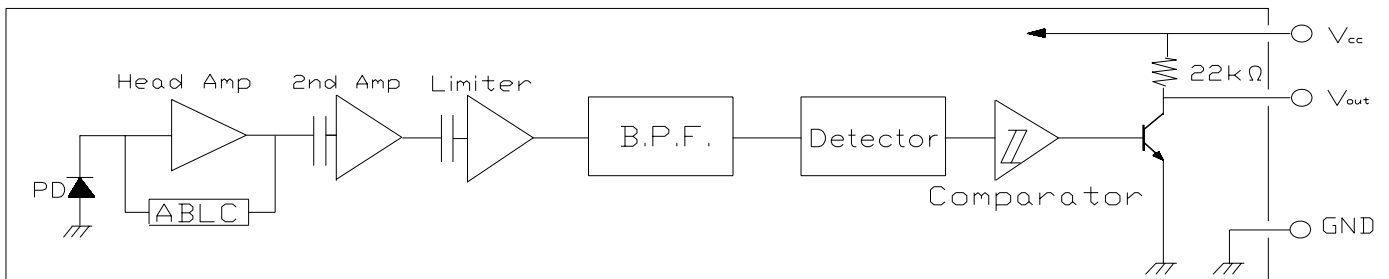 Head Amp
2nd Amp
Limiter
B.P.F.
Detector
Comparator
PD
ABLC
22kΩ
Vcc
Vout
GND